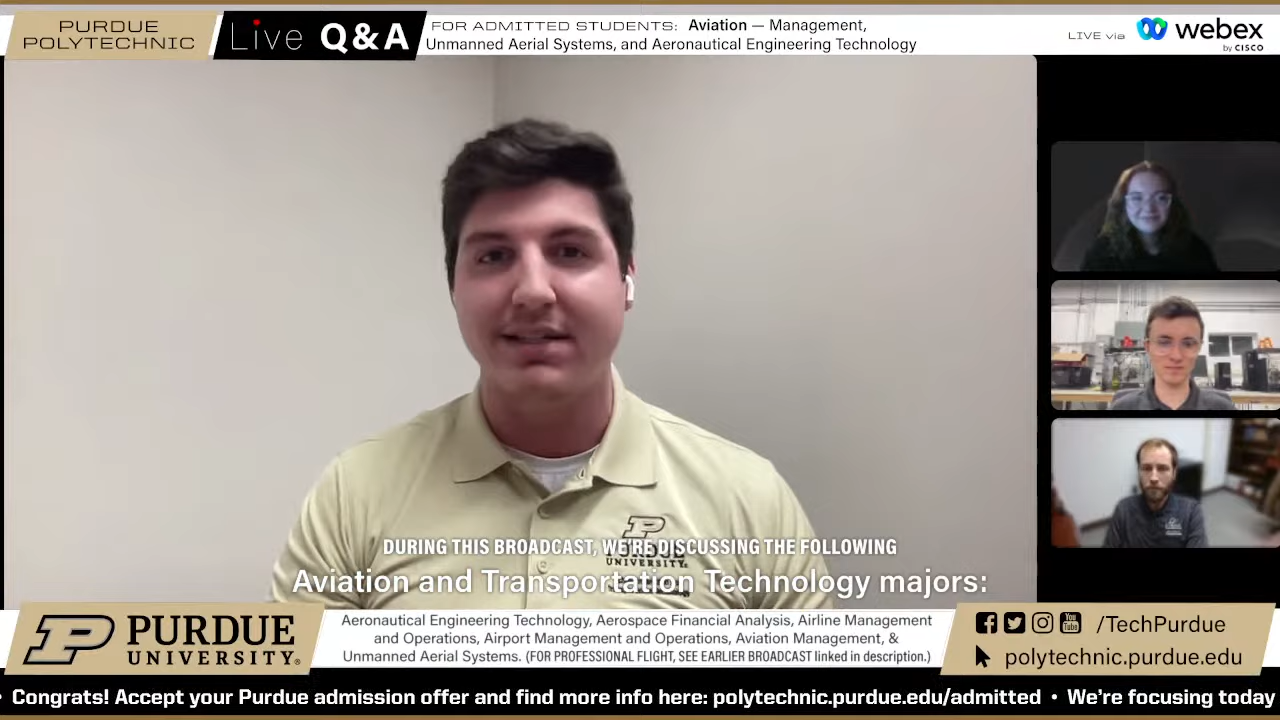 PURDUE
POLYTECHNIC
Live Q&A
FOR ADMITTED STUDENTS: Aviation — Management,
Unmanned Aerial Systems, and Aeronautical Engineering Technology
LIVE via webex
by CISCO
P
PURDUE
UNIVERSITY.
DURING THIS BROADCAST, WE'RE DISCUSSING THE FOLLOWING
Aviation and Transportation Technology majors:
P PURDUE
UNIVERSITY®
Aeronautical Engineering Technology, Aerospace Financial Analysis, Airline Management
and Operations, Airport Management and Operations, Aviation Management, &
Unmanned Aerial Systems. (FOR PROFESSIONAL FLIGHT, SEE EARLIER BROADCAST linked in description.)
You Tube /TechPurdue
polytechnic.purdue.edu
• Congrats! Accept your Purdue admission offer and find more info here: polytechnic.purdue.edu/admitted • We're focusing today